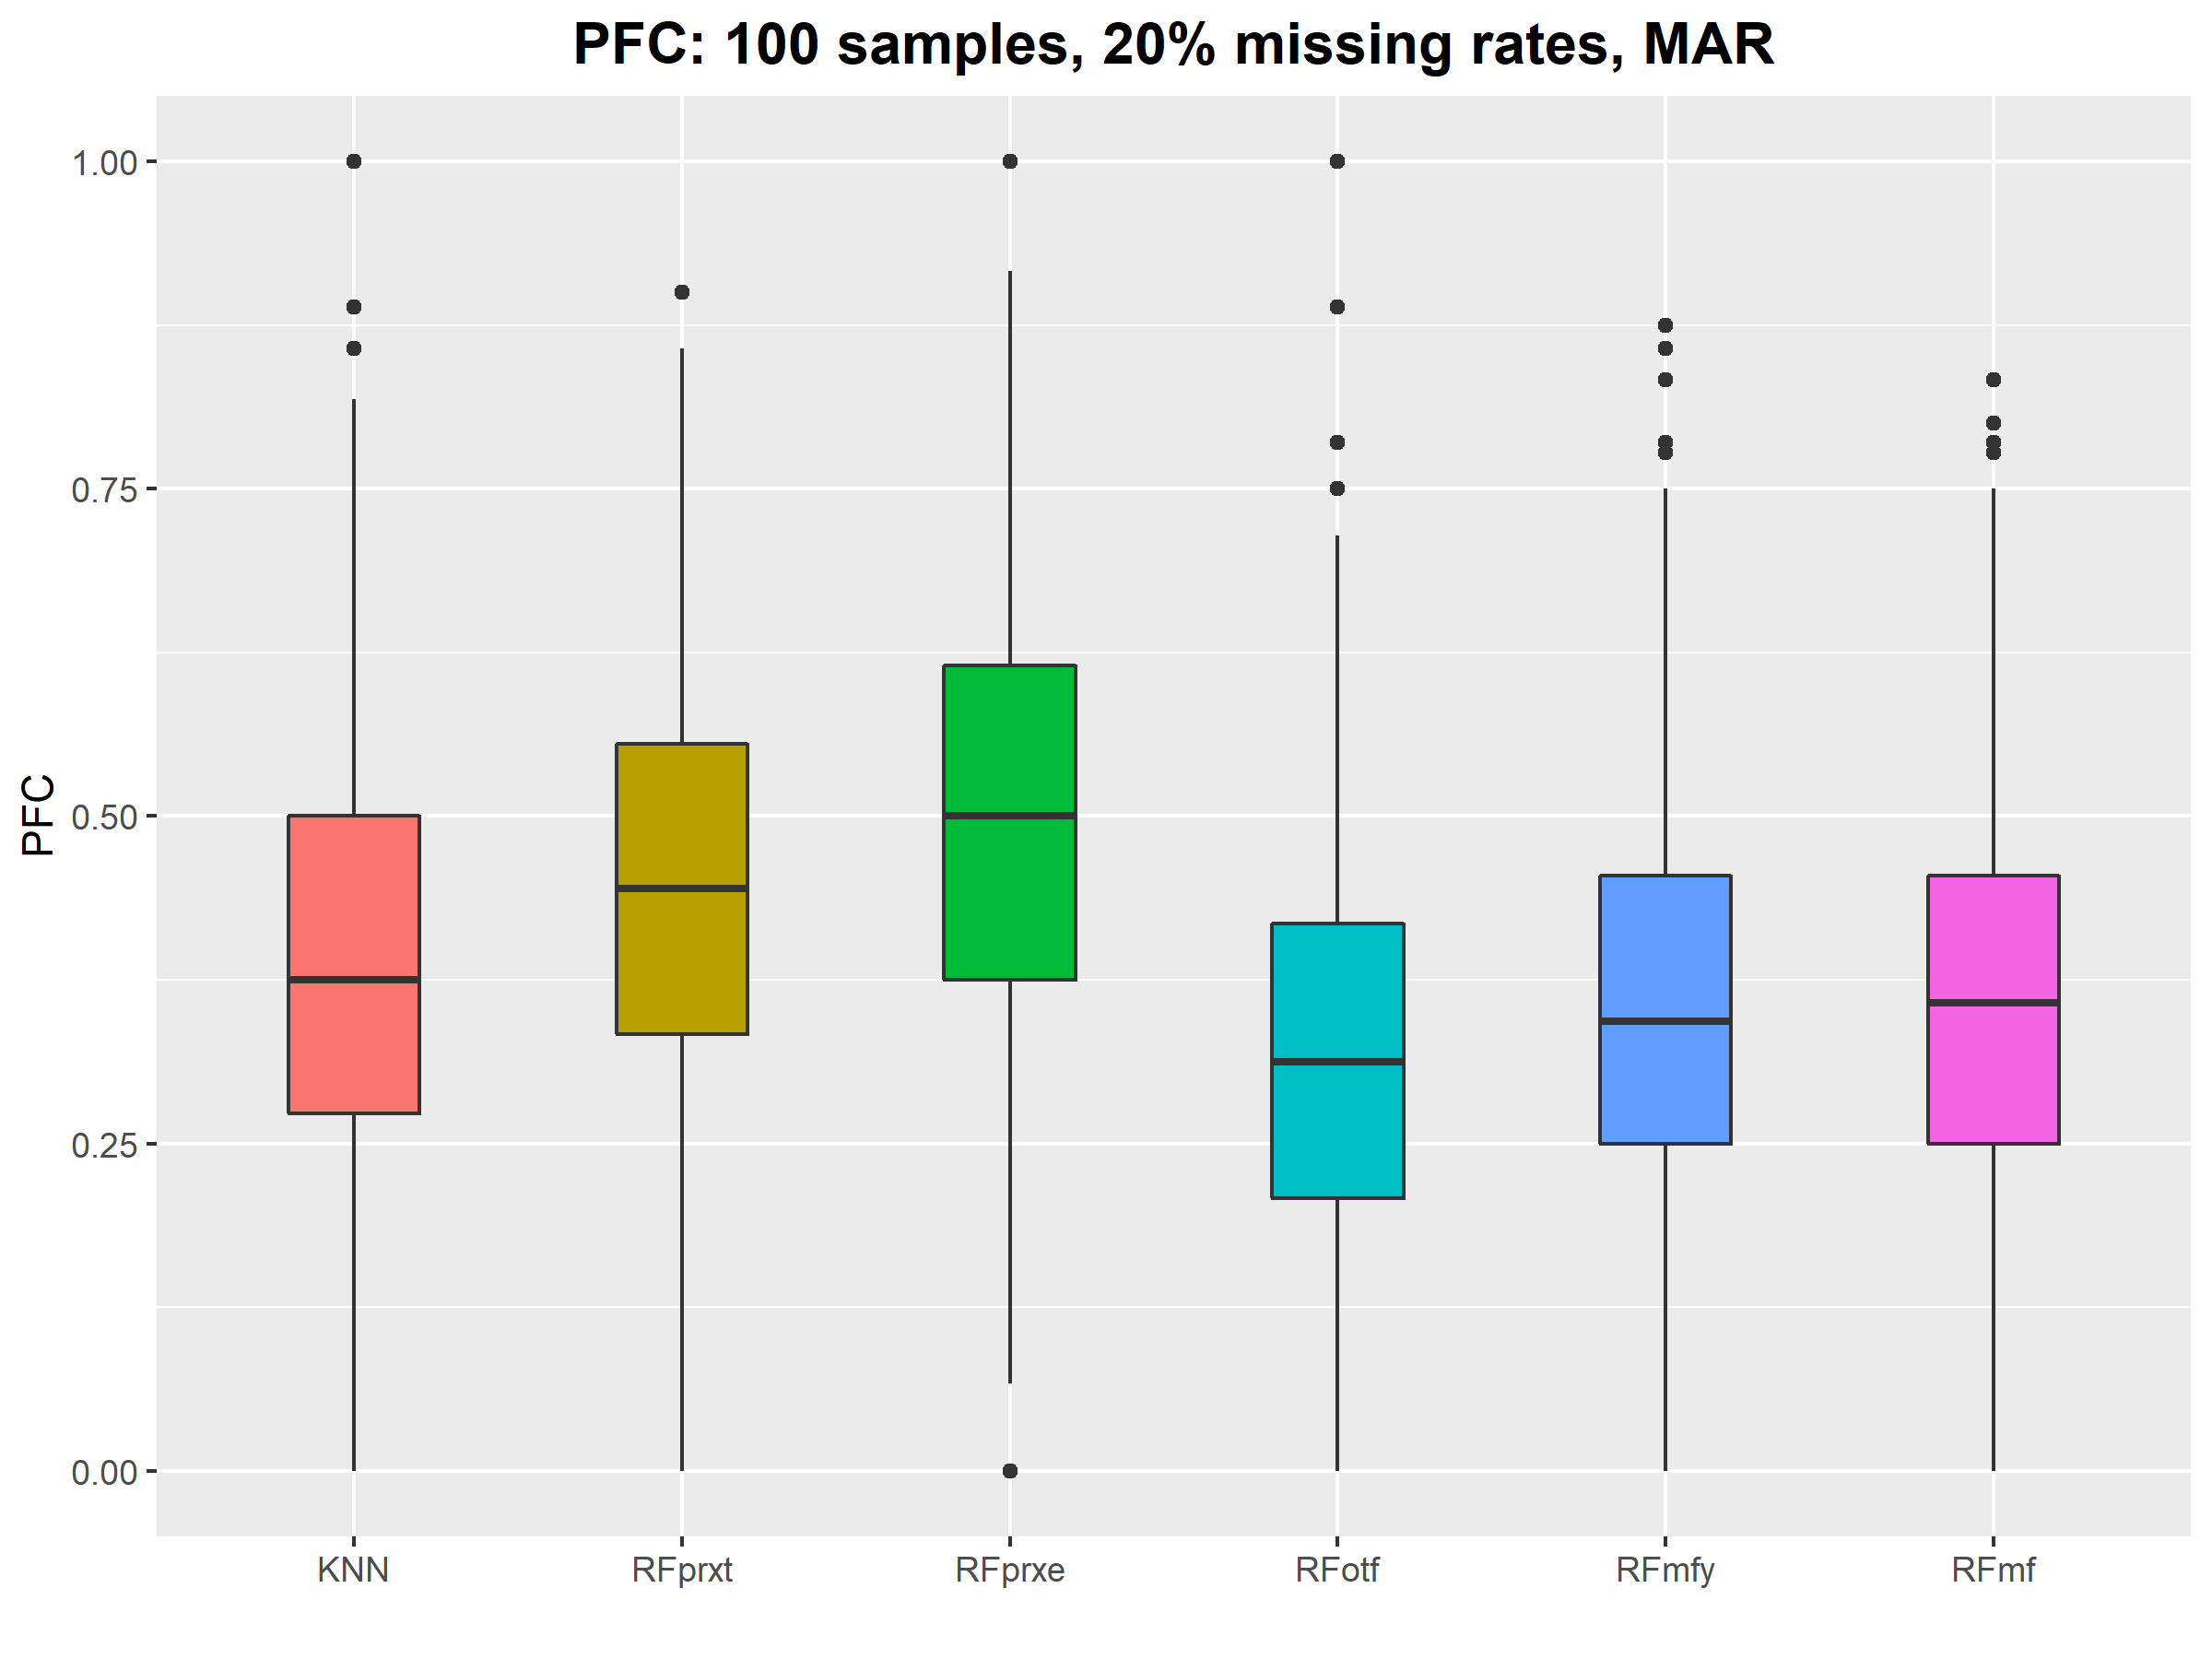 PFC: 100 samples, 20% missing rates, MAR
PFC
1.00
0.75
0.50
0.25
0.00
KNN RFprxt RFprxe RFotf RFmfy RFmf